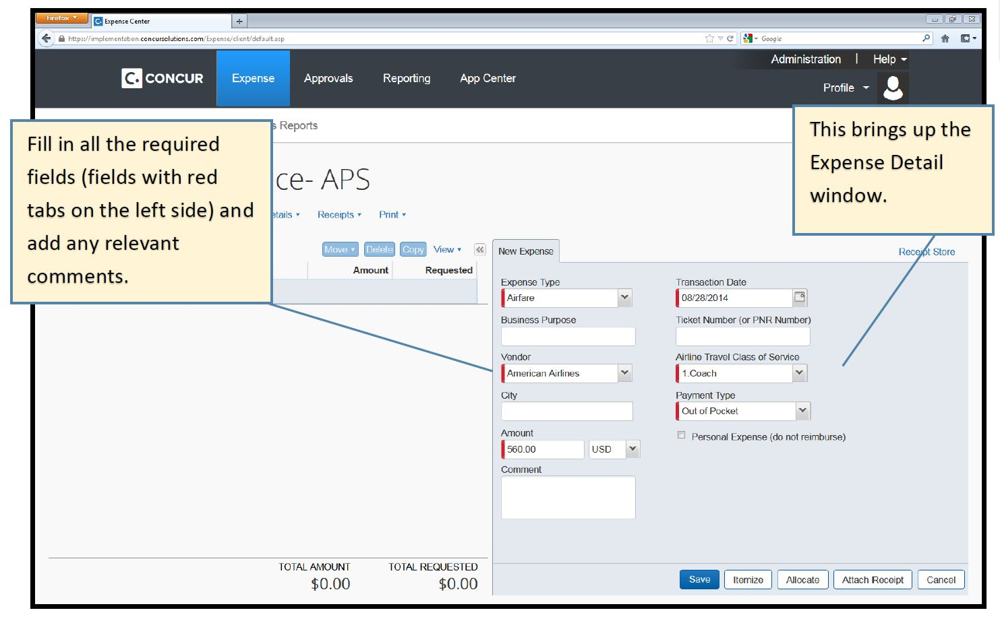 Firefox
Expense Center
https://implementation.concursolutions.com/Expense/client/default.asp
Google
Administration | Help
C. CONCUR Expense Approvals Reporting App Center
Profile
s Reports
Fill in all the required
fields (fields with red
tabs on the left side) and
add any relevant
comments.
This brings up the
Expense Detail
window.
ce- APS
etails Receipts Print
Move Delete Copy View
Amount Requested
New Expense
Receipt Store
Expense Type
Airfare
Transaction Date
08/28/2014
Business Purpose
Ticket Number (or PNR Number)
Vendor
American Airlines
Airline Travel Class of Service
1.Coach
City
Payment Type
Out of Pocket
Amount
560.00 USD
Personal Expense (do not reimburse)
Comment
TOTAL AMOUNT TOTAL REQUESTED
$0.00 $0.00
Save Itemize Allocate Attach Receipt Cancel